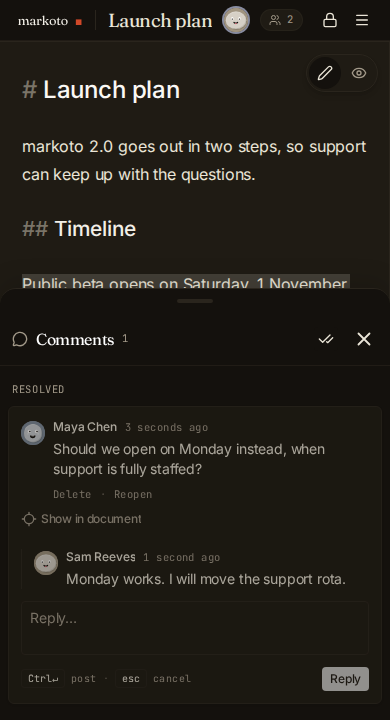 markoto
Launch plan
2
# Launch plan
markoto 2.0 goes out in two steps, so support
can keep up with the questions.
## Timeline
Public beta opens on Saturday, 1 November
Comments 1
RESOLVED
Maya Chen 3 seconds ago
Should we open on Monday instead, when
support is fully staffed?
Delete · Reopen
Show in document
Sam Reeves 1 second ago
Monday works. I will move the support rota.
Reply...
Ctrl↵ post · esc cancel
Reply